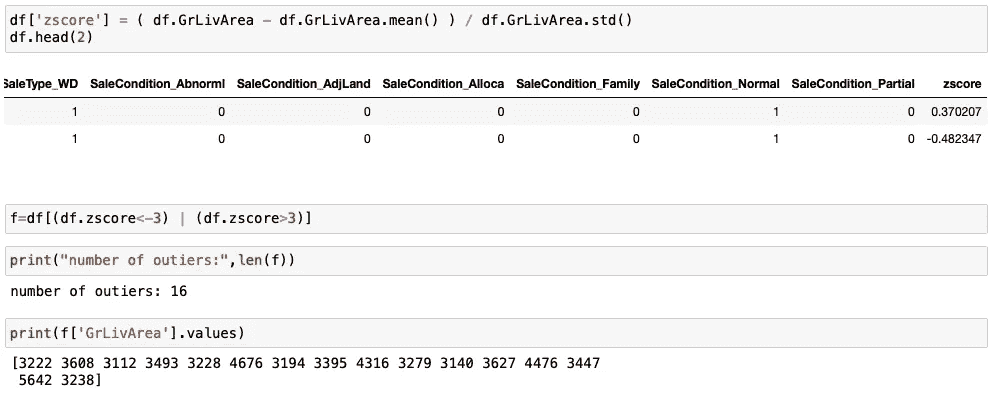 df['zscore'] = ( df.GrLivArea - df.GrLivArea.mean() ) / df.GrLivArea.std()
df.head(2)
SaleType_WD SaleCondition_Abnorml SaleCondition_AdjLand SaleCondition_Alloca SaleCondition_Family SaleCondition_Normal SaleCondition_Partial zscore
1 0 0 0 0 1 0 0.370207
1 0 0 0 0 1 0 -0.482347
f=df[(df.zscore<-3) | (df.zscore>3)]
print("number of outiers:",len(f))
number of outiers: 16
print(f['GrLivArea'].values)
[3222 3608 3112 3493 3228 4676 3194 3395 4316 3279 3140 3627 4476 3447
5642 3238]